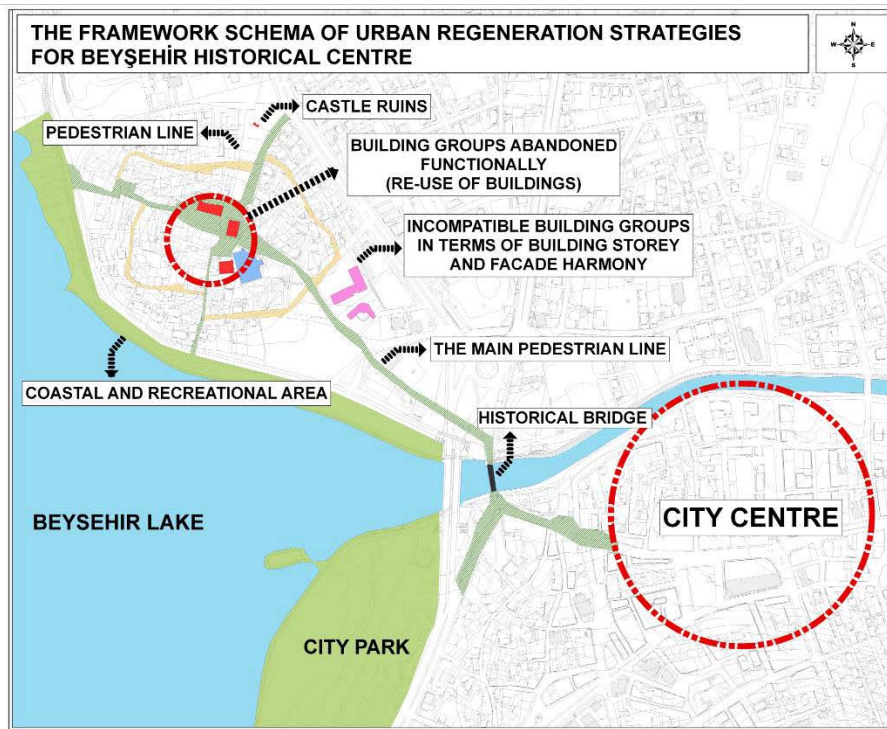 THE FRAMEWORK SCHEMA OF URBAN REGENERATION STRATEGIES
FOR BEYŞEHİR HISTORICAL CENTRE
N
W E
S
CASTLE RUINS
PEDESTRIAN LINE
BUILDING GROUPS ABANDONED
FUNCTIONALLY
(RE-USE OF BUILDINGS)
INCOMPATIBLE BUILDING GROUPS
IN TERMS OF BUILDING STOREY
AND FACADE HARMONY
THE MAIN PEDESTRIAN LINE
COASTAL AND RECREATIONAL AREA
HISTORICAL BRIDGE
BEYSEHIR LAKE
CITY CENTRE
CITY PARK